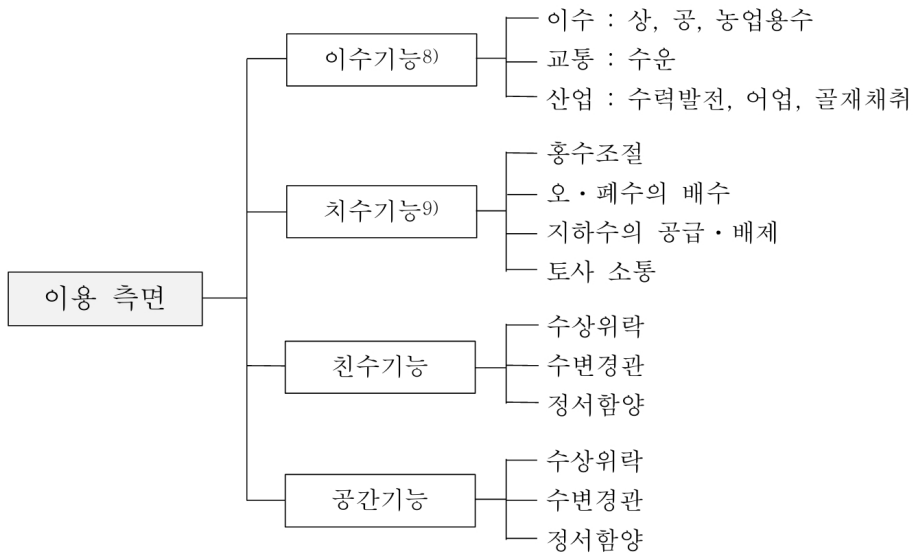 이용 측면
이수기능8)
이수 : 상, 공, 농업용수
교통 : 수운
산업 : 수력발전, 어업, 골재채취
치수기능9)
홍수조절
오·폐수의 배수
지하수의 공급·배제
토사 소통
친수기능
수상위락
수변경관
정서함양
공간기능
수상위락
수변경관
정서함양